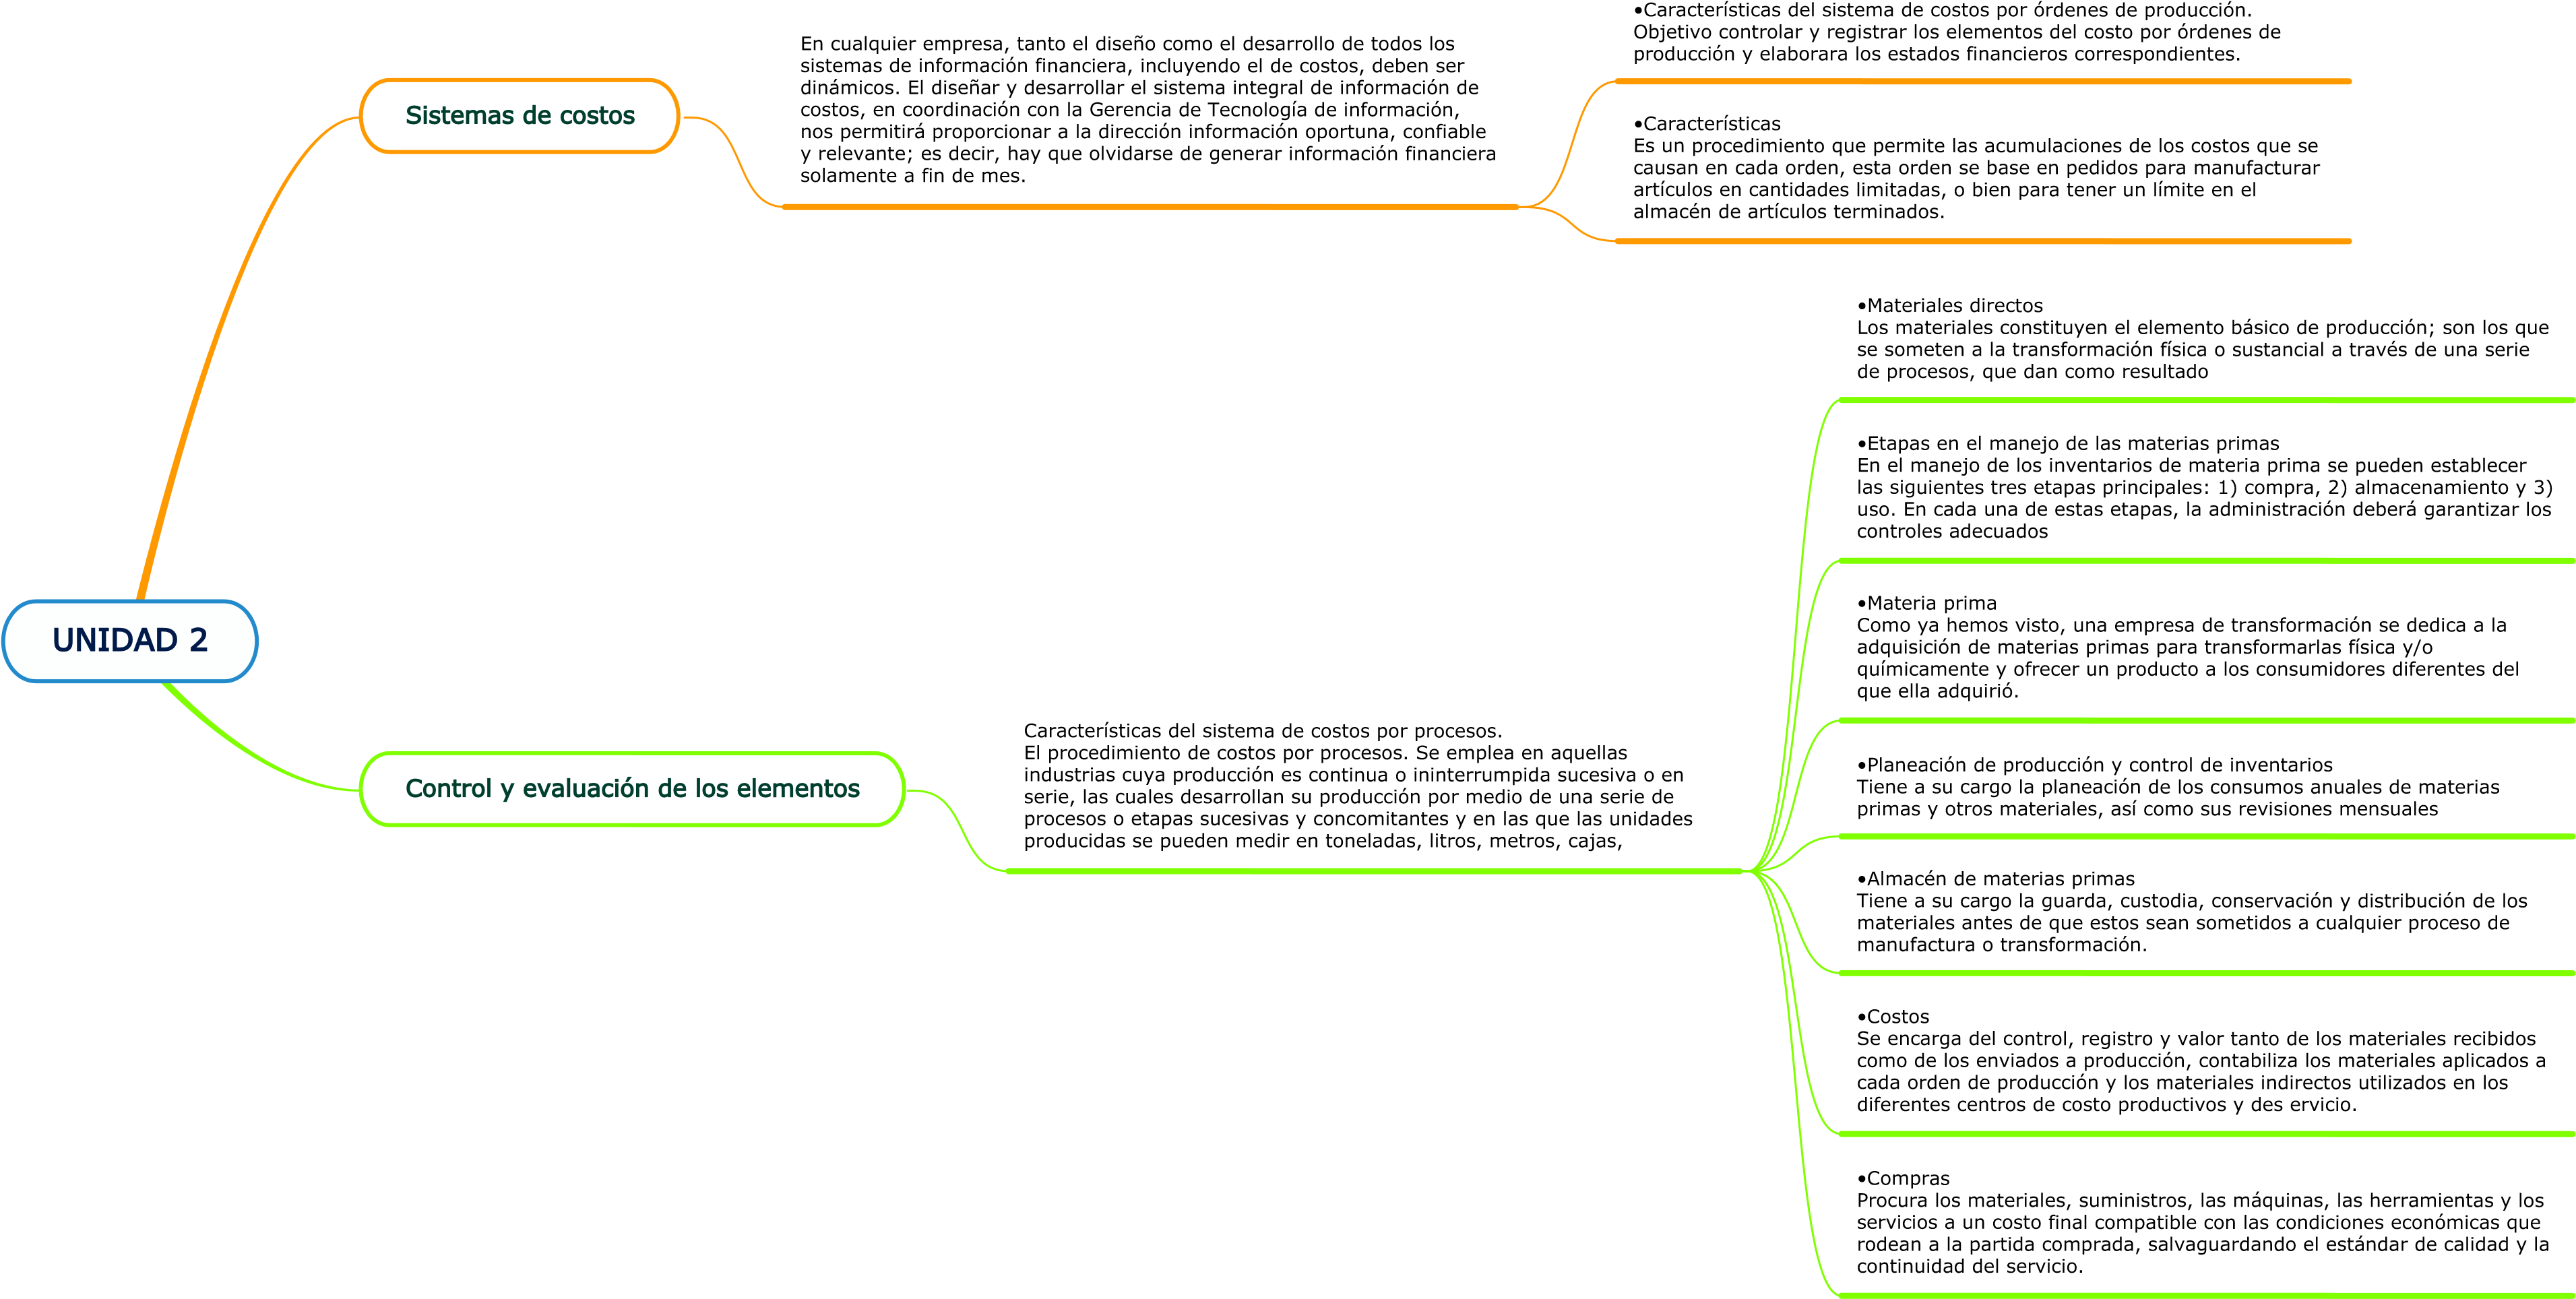 UNIDAD 2
Sistemas de costos
En cualquier empresa, tanto el diseño como el desarrollo de todos los
sistemas de información financiera, incluyendo el de costos, deben ser
dinámicos. El diseñar y desarrollar el sistema integral de información de
costos, en coordinación con la Gerencia de Tecnología de información,
nos permitirá proporcionar a la dirección información oportuna, confiable
y relevante; es decir, hay que olvidarse de generar información financiera
solamente a fin de mes.
•Características del sistema de costos por órdenes de producción.
Objetivo controlar y registrar los elementos del costo por órdenes de
producción y elaborara los estados financieros correspondientes.
•Características
Es un procedimiento que permite las acumulaciones de los costos que se
causan en cada orden, esta orden se base en pedidos para manufacturar
artículos en cantidades limitadas, o bien para tener un límite en el
almacén de artículos terminados.
Control y evaluación de los elementos
Características del sistema de costos por procesos.
El procedimiento de costos por procesos. Se emplea en aquellas
industrias cuya producción es continua o ininterrumpida sucesiva o en
serie, las cuales desarrollan su producción por medio de una serie de
procesos o etapas sucesivas y concomitantes y en las que las unidades
producidas se pueden medir en toneladas, litros, metros, cajas,
•Materiales directos
Los materiales constituyen el elemento básico de producción; son los que
se someten a la transformación física o sustancial a través de una serie
de procesos, que dan como resultado
•Etapas en el manejo de las materias primas
En el manejo de los inventarios de materia prima se pueden establecer
las siguientes tres etapas principales: 1) compra, 2) almacenamiento y 3)
uso. En cada una de estas etapas, la administración deberá garantizar los
controles adecuados
•Materia prima
Como ya hemos visto, una empresa de transformación se dedica a la
adquisición de materias primas para transformarlas física y/o
químicamente y ofrecer un producto a los consumidores diferentes del
que ella adquirió.
•Planeación de producción y control de inventarios
Tiene a su cargo la planeación de los consumos anuales de materias
primas y otros materiales, así como sus revisiones mensuales
•Almacén de materias primas
Tiene a su cargo la guarda, custodia, conservación y distribución de los
materiales antes de que estos sean sometidos a cualquier proceso de
manufactura o transformación.
•Costos
Se encarga del control, registro y valor tanto de los materiales recibidos
como de los enviados a producción, contabiliza los materiales aplicados a
cada orden de producción y los materiales indirectos utilizados en los
diferentes centros de costo productivos y des ervicio.
•Compras
Procura los materiales, suministros, las máquinas, las herramientas y los
servicios a un costo final compatible con las condiciones económicas que
rodean a la partida comprada, salvaguardando el estándar de calidad y la
continuidad del servicio.